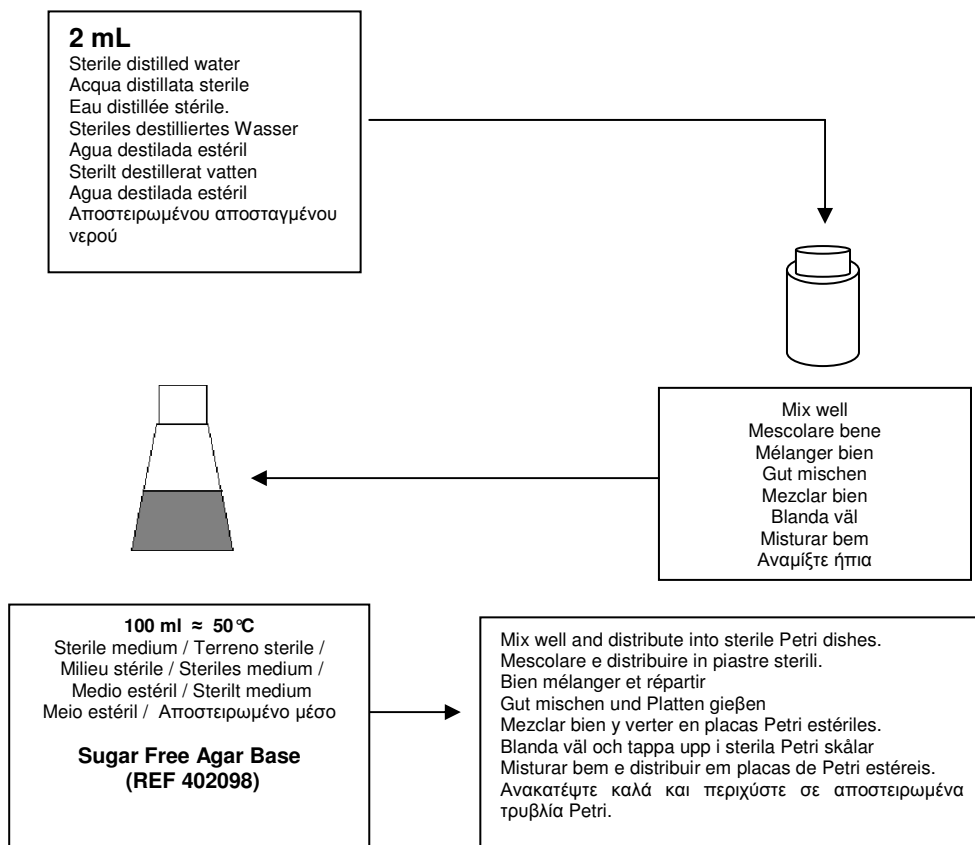 2 mL
Sterile distilled water
Acqua distillata sterile
Eau distillée stérile.
Steriles destilliertes Wasser
Agua destilada estéril
Sterilt destillerat vatten
Agua destilada estéril
Αποστειρωμένου αποσταγμένου
νερού
Mix well
Mescolare bene
Mélanger bien
Gut mischen
Mezclar bien
Blanda väl
Misturar bem
Αναμίξτε ήπια
100 ml ≈ 50°C
Sterile medium / Terreno sterile /
Milieu stérile / Steriles medium /
Medio estéril / Sterilt medium
Meio estéril / Αποστειρωμένο μέσο
Sugar Free Agar Base
(REF 402098)
Mix well and distribute into sterile Petri dishes.
Mescolare e distribuire in piastre sterili.
Bien mélanger et répartir
Gut mischen und Platten gieβen
Mezclar bien y verter en placas Petri estériles.
Blanda väl och tappa upp i sterila Petri skålar
Misturar bem e distribuir em placas de Petri estéreis.
Ανακατέψτε καλά και περιχύστε σε αποστειρωμένα
τρυβλία Petri.